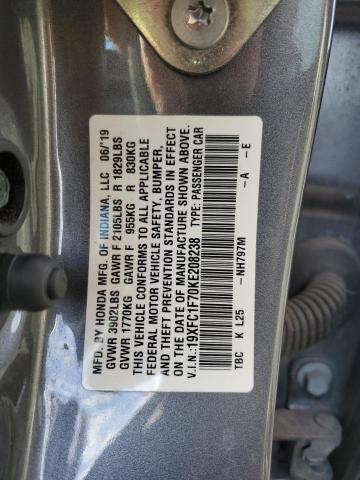 MFD. BY HONDA MFG. OF INDIANA, LLC 06/'19
GVWR 3902LBS GAWR F 2105LBS R 1829LBS
GVWR 1770KG GAWR F 955KG R 830KG
THIS VEHICLE CONFORMS TO ALL APPLICABLE
FEDERAL MOTOR VEHICLE SAFETY, BUMPER,
AND THEFT PREVENTION STANDARDS IN EFFECT
ON THE DATE OF MANUFACTURE SHOWN ABOVE.
V.I.N.:19XFC1F70KE208238 TYPE: PASSENGER CAR
TBC K L25 -NH797M -A -E